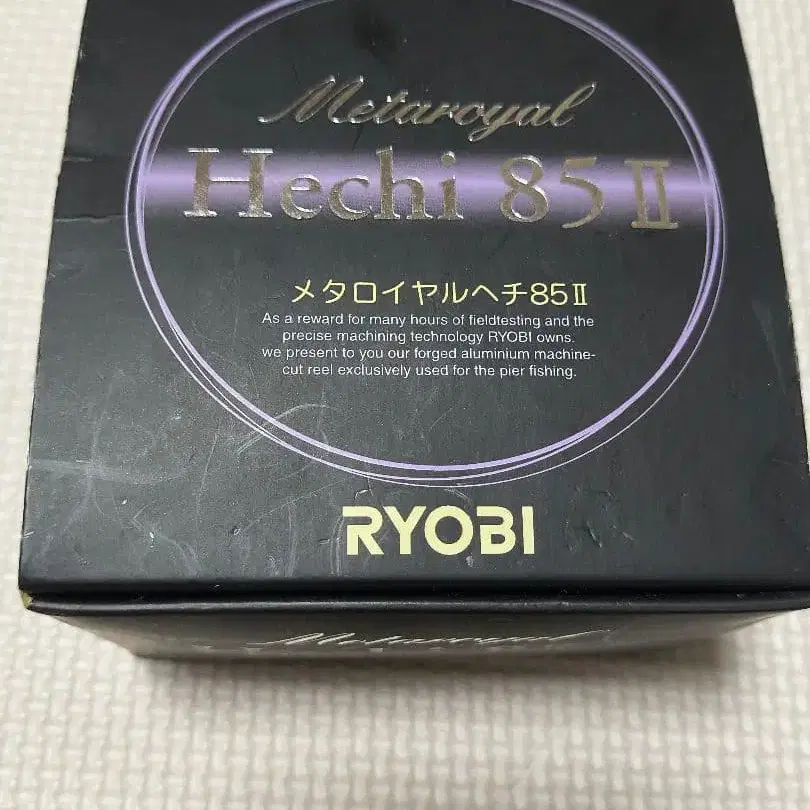 Metaroyal
Hechi 85 II
メタロイヤルヘチ85 II
As a reward for many hours of fieldtesting and the
precise machining technology RYOBI owns.
we present to you our forged aluminium machine-
cut reel exclusively used for the pier fishing.
RYOBI
Metaroyal